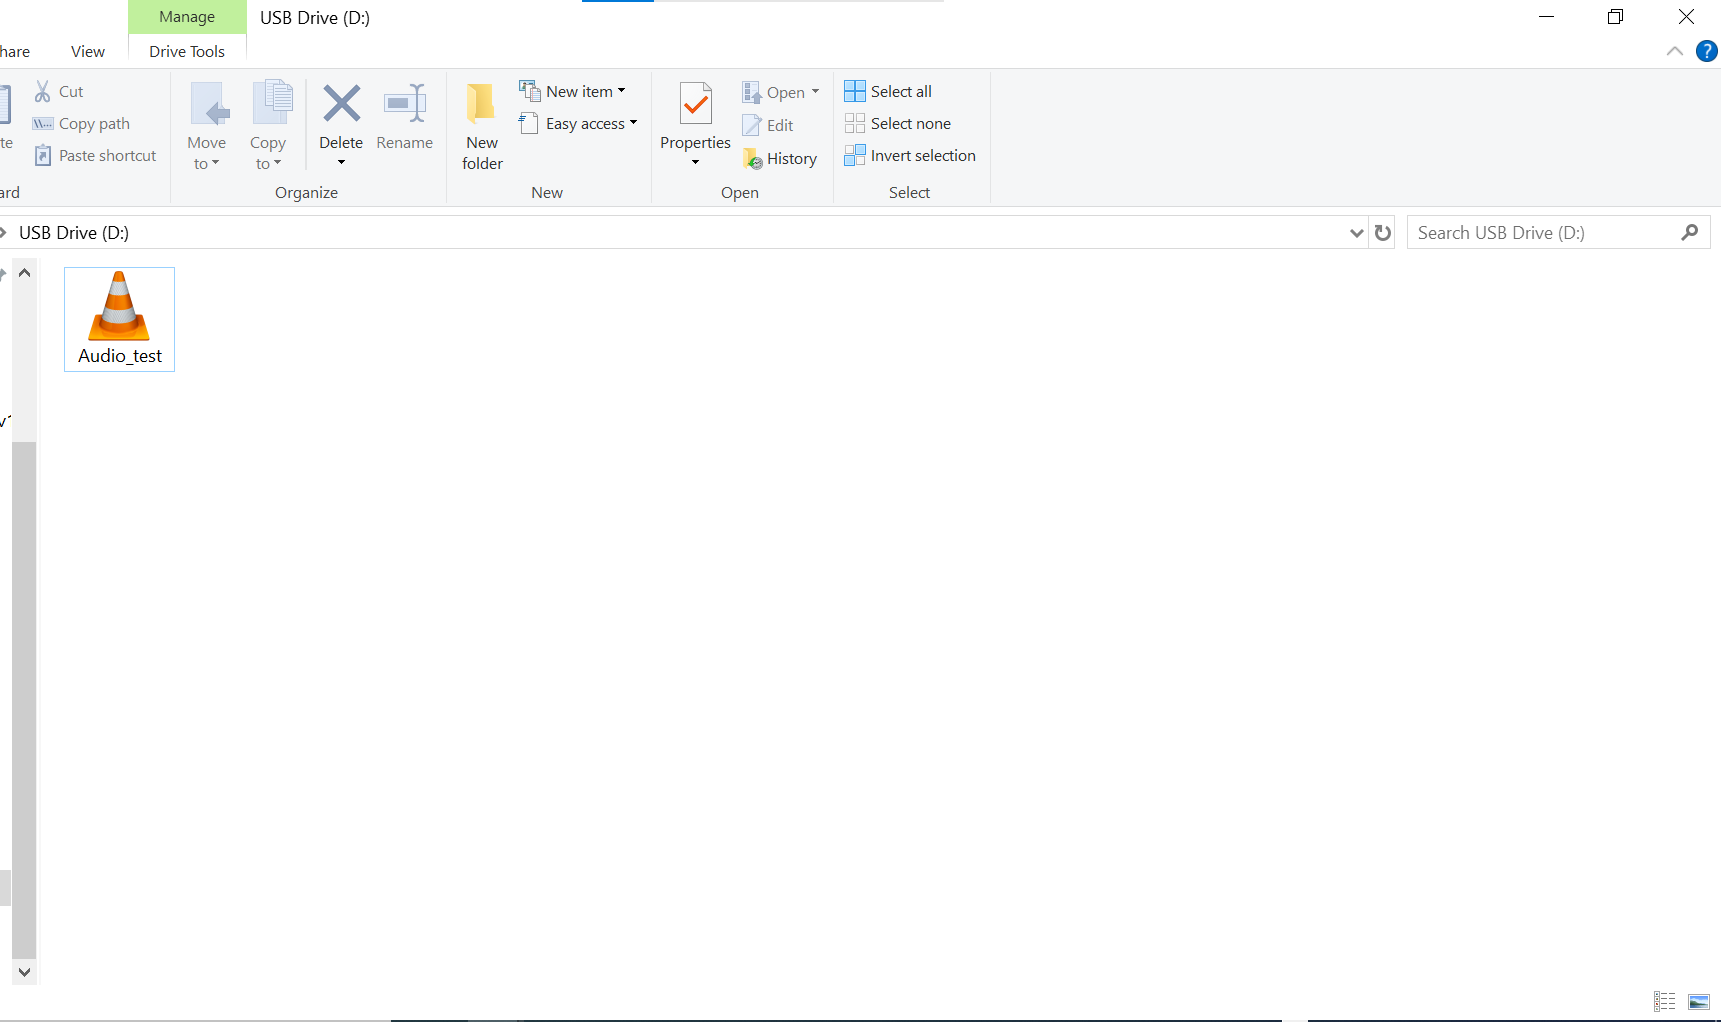 Manage
USB Drive (D:)
hare
View
Drive Tools
?
Cut
Copy path
Paste shortcut
te
Move to
Copy to
Delete
Rename
New folder
New item
Easy access
Properties
Open
Edit
History
Select all
Select none
Invert selection
ard
Organize
New
Open
Select
USB Drive (D:)
Search USB Drive (D:)
Audio_test